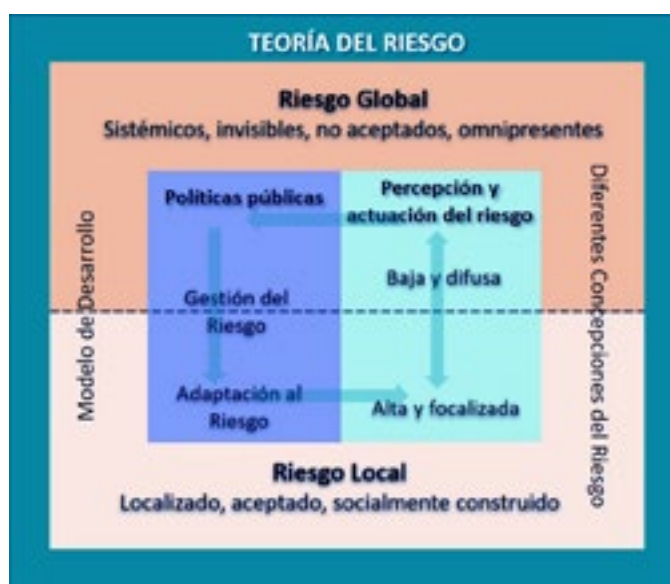 TEORÍA DEL RIESGO
Riesgo Global
Sistémicos, invisibles, no aceptados, omnipresentes
Políticas públicas
Gestión del
Riesgo
Adaptación al
Riesgo
Percepción y
actuación del riesgo
Baja y difusa
Alta y focalizada
Modelo de Desarrollo
Diferentes Concepciones del Riesgo
Riesgo Local
Localizado, aceptado, socialmente construido